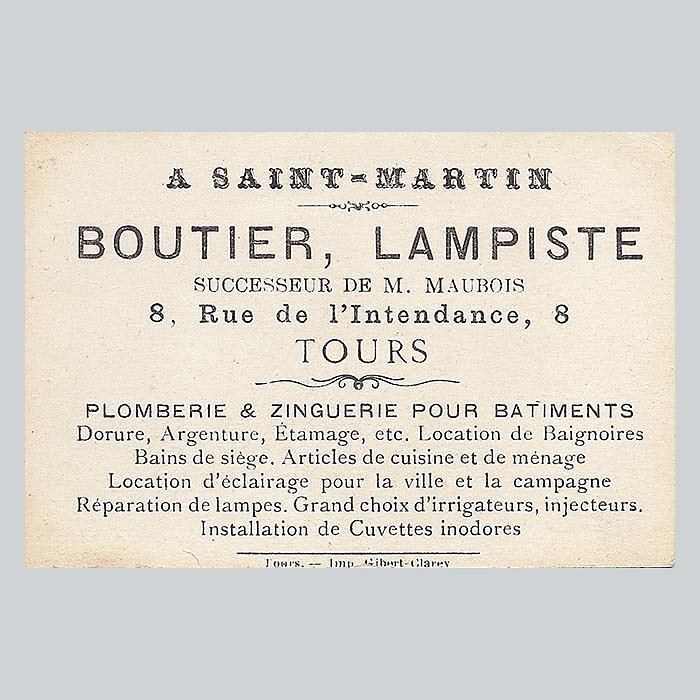 A SAINT-MARTIN
BOUTIER, LAMPISTE
SUCCESSEUR DE M. MAUBOIS
8, Rue de l'Intendance, 8
TOURS
PLOMBERIE & ZINGUERIE POUR BATIMENTS
Dorure, Argenture, Étamage, etc. Location de Baignoires
Bains de siège. Articles de cuisine et de ménage
Location d'éclairage pour la ville et la campagne
Réparation de lampes. Grand choix d'irrigateurs, injecteurs.
Installation de Cuvettes inodores
Tours. — Imp. Gibert-Clarey